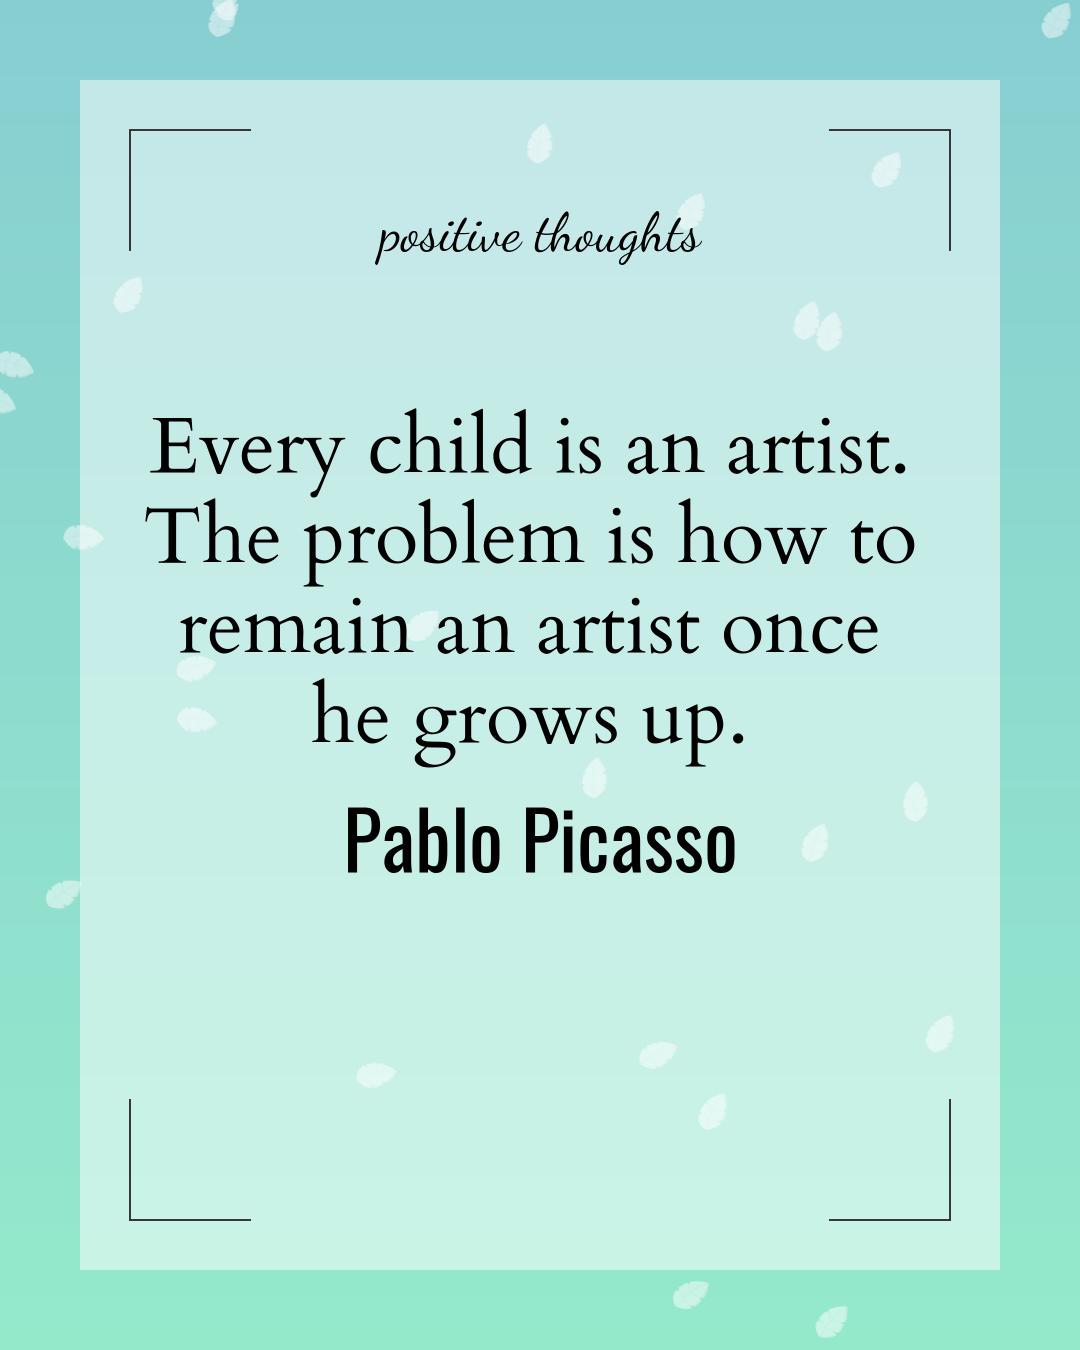 positive thoughts
Every child is an artist.
The problem is how to
remain an artist once
he grows up.
Pablo Picasso